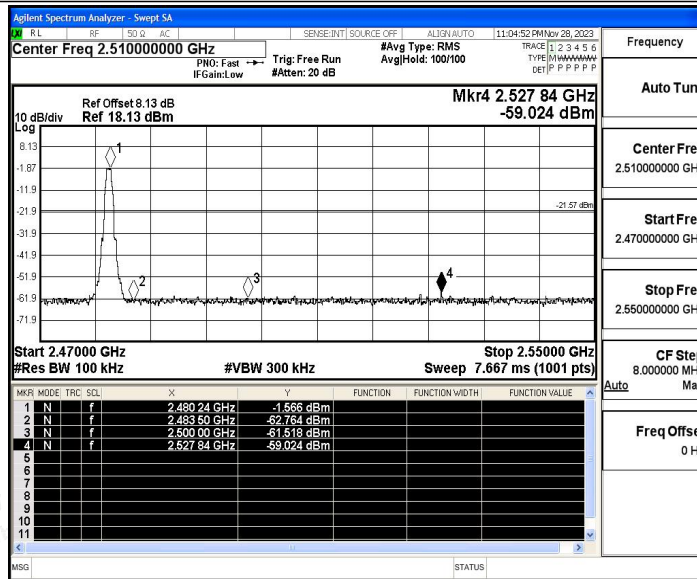 Agilent Spectrum Analyzer - Swept SA
LXI RL RF 50 Ω AC SENSE:INT SOURCE OFF ALIGN AUTO 11:04:52 PM Nov 28, 2023
Center Freq 2.510000000 GHz
#Avg Type: RMS
TRACE 1 2 3 4 5 6
PNO: Fast Trig: Free Run Avg|Hold: 100/100
TYPE M W W W W W
IFGain:Low #Atten: 20 dB
DET P P P P P P
Mkr4 2.527 84 GHz
Ref Offset 8.13 dB
10 dB/div Ref 18.13 dBm -59.024 dBm
Log
8.13
1
-1.87
-11.9
-21.9
-21.57 dBm
-31.9
-41.9
-51.9
2 3 4
-61.9
-71.9
Start 2.47000 GHz Stop 2.55000 GHz
#Res BW 100 kHz #VBW 300 kHz Sweep 7.667 ms (1001 pts)
MKR MODE TRC SCL X Y FUNCTION FUNCTION WIDTH FUNCTION VALUE
1 N f 2.480 24 GHz -1.566 dBm
2 N f 2.483 50 GHz -62.764 dBm
3 N f 2.500 00 GHz -61.518 dBm
4 N f 2.527 84 GHz -59.024 dBm
5
6
7
8
9
10
11
MSG STATUS
Frequency
Auto Tun
Center Fre
2.510000000 GH
Start Fre
2.470000000 GH
Stop Fre
2.550000000 GH
CF Ste
8.000000 MH
Auto Ma
Freq Offse
0 H